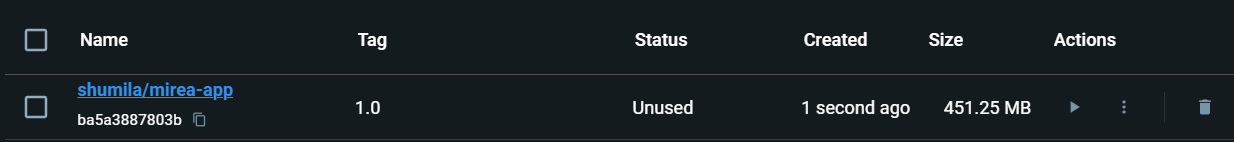 Name Tag Status Created Size Actions
shumila/mirea-app
ba5a3887803b 1.0 Unused 1 second ago 451.25 MB